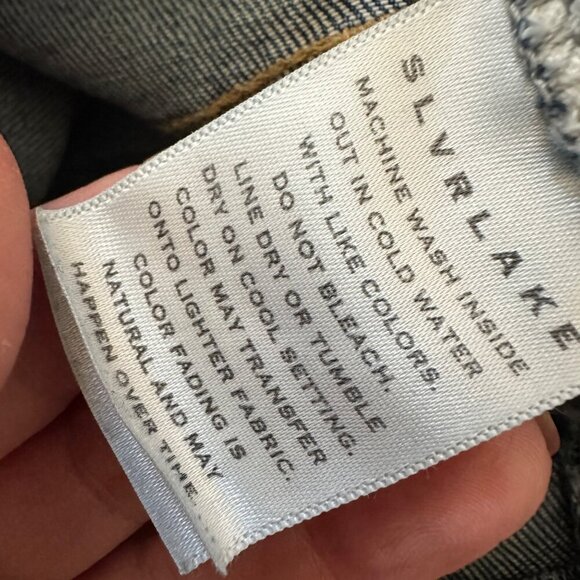 SLVRLAKE
MACHINE WASH INSIDE
OUT IN COLD WATER
WITH LIKE COLORS.
DO NOT BLEACH.
LINE DRY OR TUMBLE
DRY ON COOL SETTING.
COLOR MAY TRANSFER
ONTO LIGHTER FABRIC.
COLOR FADING IS
NATURAL AND MAY
HAPPEN OVER TIME